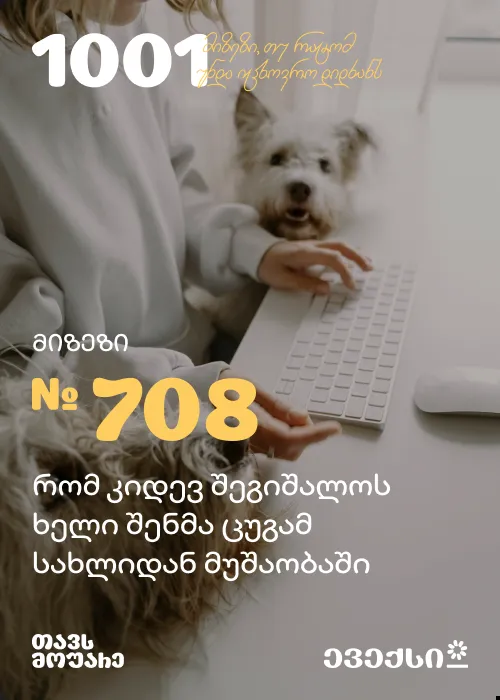 1001 მიზეზი, თუ რატომ
უნდა იცხოვრო დიდხანს
მიზეზი
№ 708
რომ კიდევ შეგიშალოს
ხელი შენმა ცუგამ
სახლიდან მუშაობაში
თავს
მოუარე
ევექსი